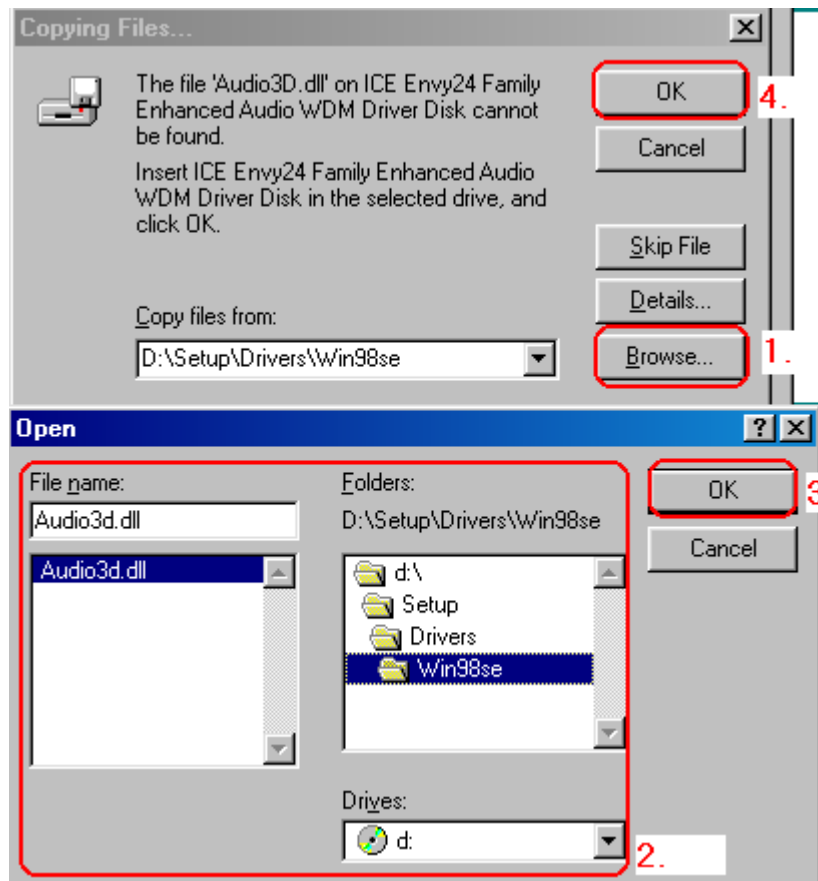 Copying Files...
The file 'Audio3D.dll' on ICE Envy24 Family
Enhanced Audio WDM Driver Disk cannot
be found.
Insert ICE Envy24 Family Enhanced Audio
WDM Driver Disk in the selected drive, and
click OK.
OK
4.
Cancel
Skip File
Details...
Copy files from:
D:\Setup\Drivers\Win98se
Browse...
1.
Open
File name:
Audio3d.dll
Audio3d.dll
Folders:
D:\Setup\Drivers\Win98se
d:\
Setup
Drivers
Win98se
Drives:
d:
2.
OK
3
Cancel